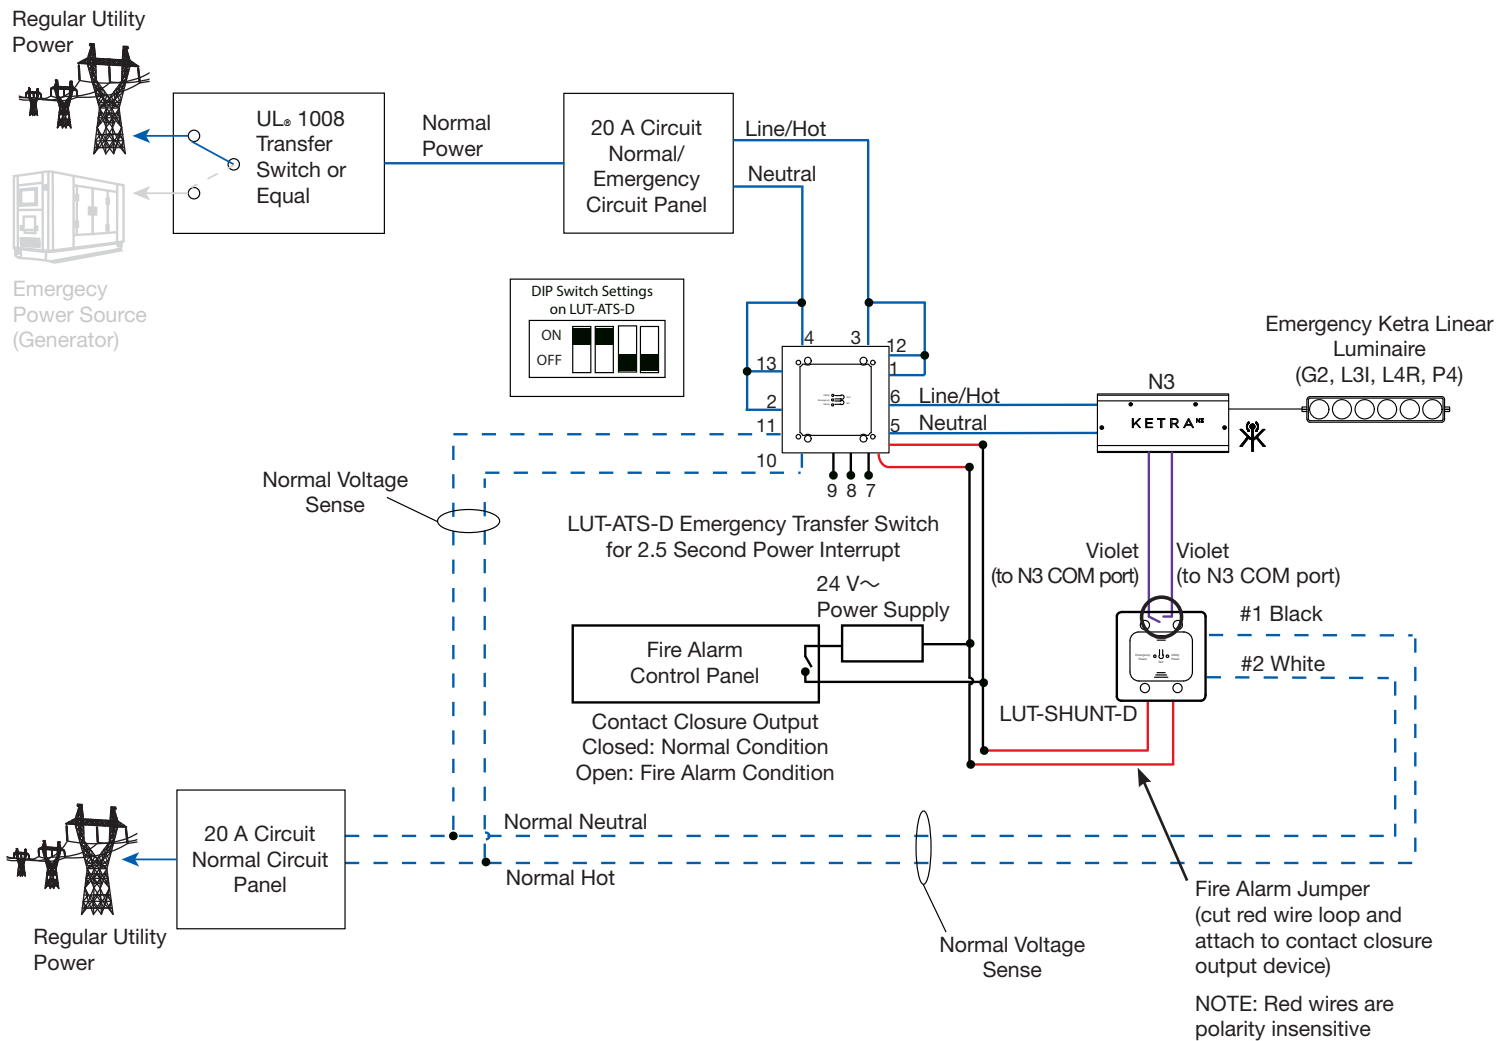 Regular Utility
Power
UL® 1008
Transfer
Switch or
Equal
Normal
Power
20 A Circuit
Normal/
Emergency
Circuit Panel
Line/Hot
Neutral
Emergecy
Power Source
(Generator)
DIP Switch Settings
on LUT-ATS-D
ON
OFF
4
3
12
13
1
2
6
Line/Hot
11
5
Neutral
10
9 8 7
N3
KETRA N3
Emergency Ketra Linear
Luminaire
(G2, L3I, L4R, P4)
Normal Voltage
Sense
LUT-ATS-D Emergency Transfer Switch
for 2.5 Second Power Interrupt
Violet
(to N3 COM port)
Violet
(to N3 COM port)
24 V~
Power Supply
Fire Alarm
Control Panel
Contact Closure Output
Closed: Normal Condition
Open: Fire Alarm Condition
#1 Black
#2 White
LUT-SHUNT-D
20 A Circuit
Normal Circuit
Panel
Normal Neutral
Normal Hot
Regular Utility
Power
Normal Voltage
Sense
Fire Alarm Jumper
(cut red wire loop and
attach to contact closure
output device)
NOTE: Red wires are
polarity insensitive